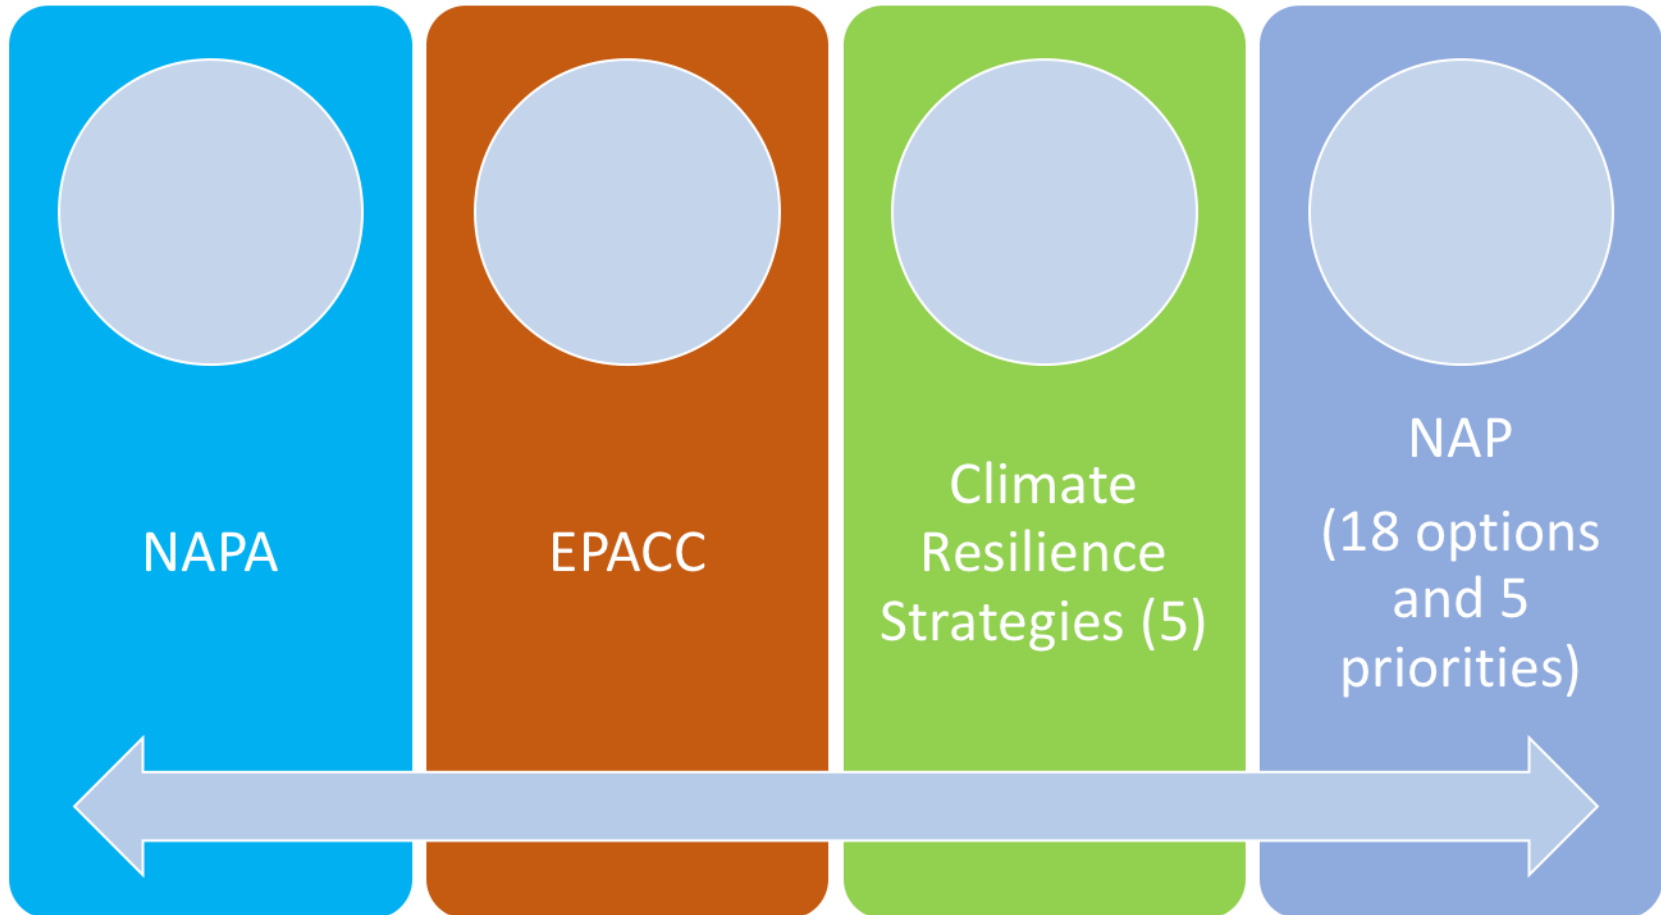 NAPA
EPACC
Climate
Resilience
Strategies (5)
NAP
(18 options
and 5
priorities)